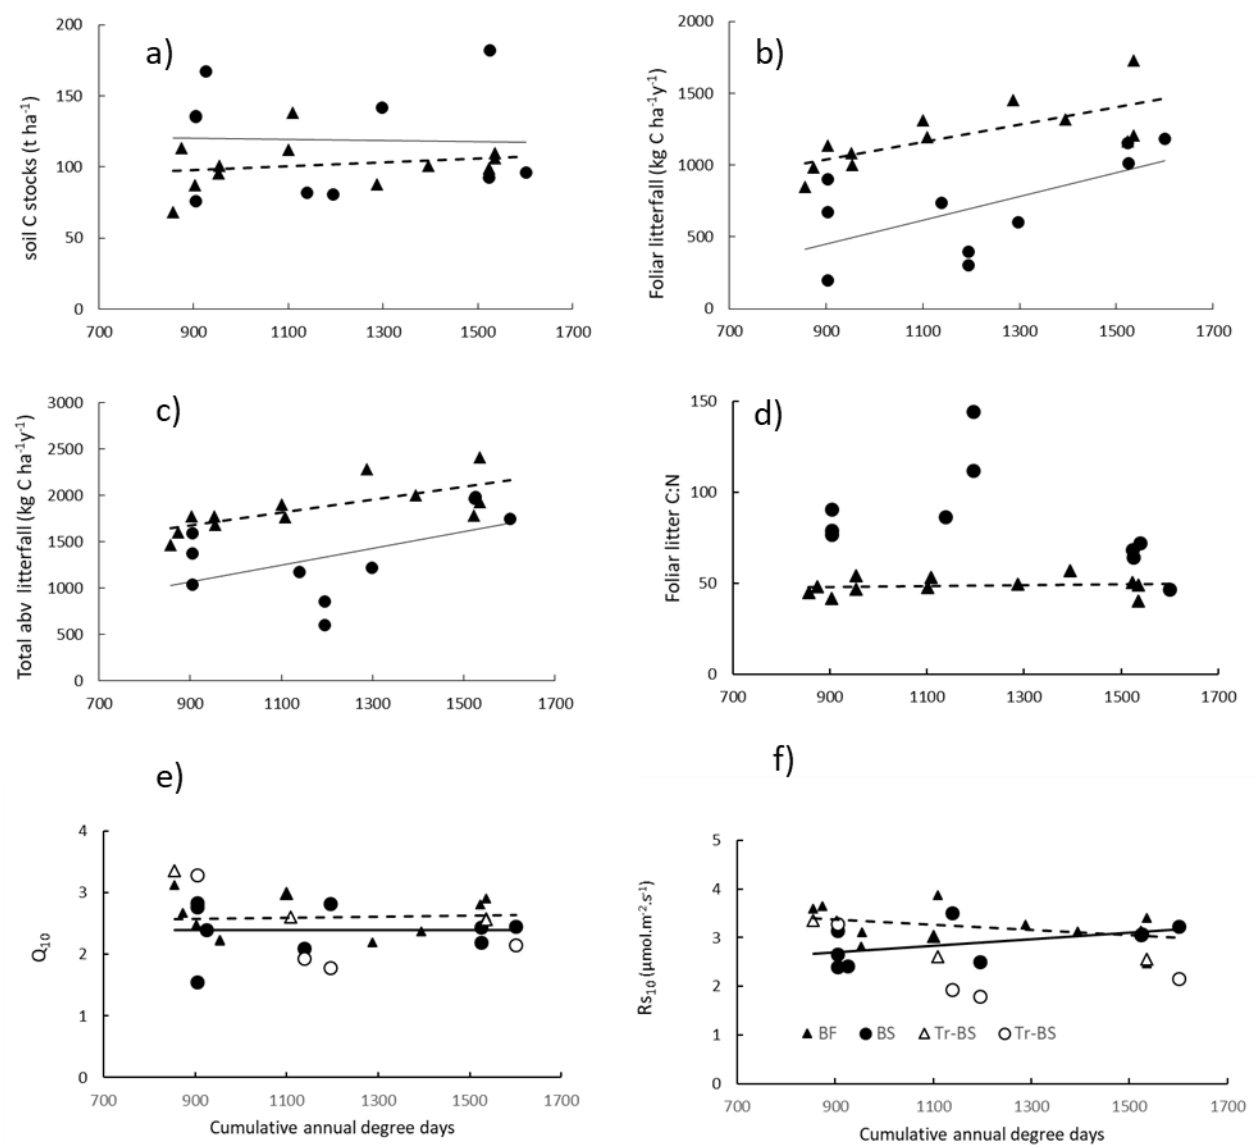 a)
soil C stocks (t ha⁻¹)
200
150
100
50
0
700 900 1100 1300 1500 1700
b)
Foliar litterfall (kg C ha⁻¹y⁻¹)
2000
1500
1000
500
0
700 900 1100 1300 1500 1700
c)
Total abv litterfall (kg C ha⁻¹y⁻¹)
3000
2500
2000
1500
1000
500
0
700 900 1100 1300 1500 1700
d)
Foliar litter C:N
150
100
50
0
700 900 1100 1300 1500 1700
e)
Q₁₀
4
3
2
1
0
700 900 1100 1300 1500 1700
Cumulative annual degree days
f)
Rs₁₀ (μmol.m⁻².s⁻¹)
5
4
3
2
1
0
BF BS Tr-BS Tr-BS
700 900 1100 1300 1500 1700
Cumulative annual degree days